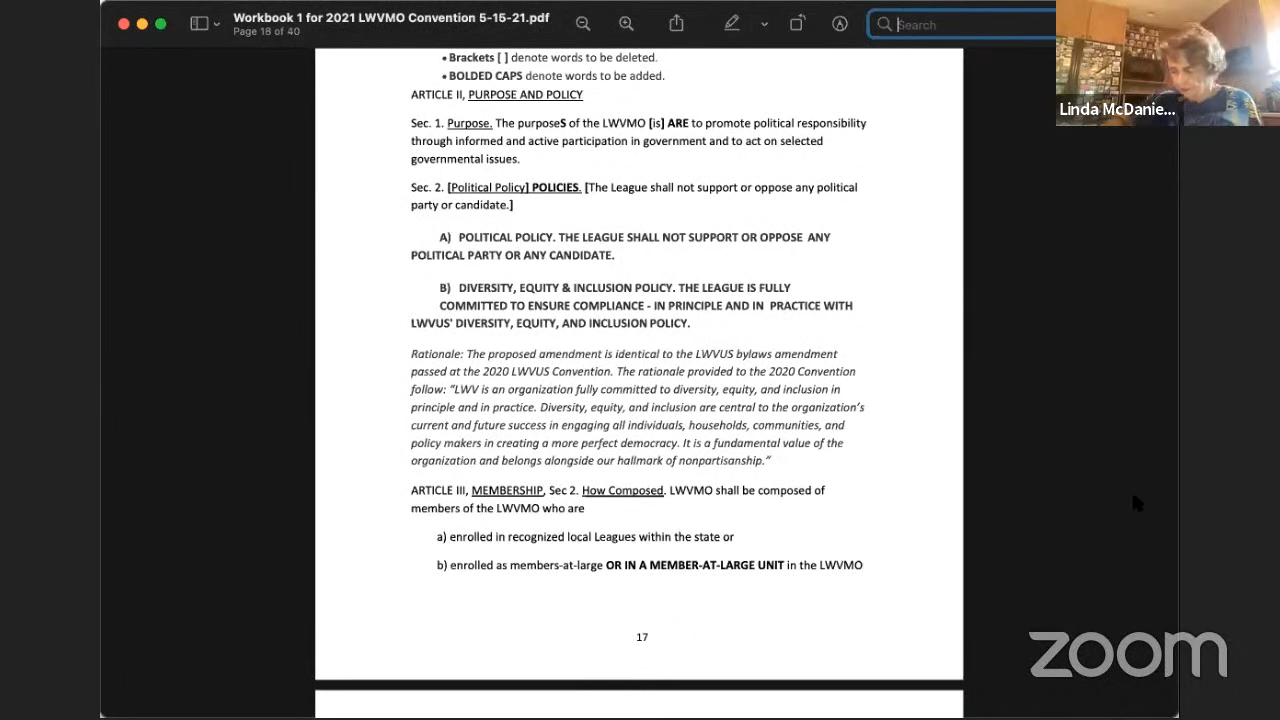 Workbook 1 for 2021 LWVMO Convention 5-15-21.pdf
Page 18 of 40
Search
Linda McDanie...
• Brackets [ ] denote words to be deleted.
• BOLDED CAPS denote words to be added.
ARTICLE II, PURPOSE AND POLICY
Sec. 1. Purpose. The purposeS of the LWVMO [is] ARE to promote political responsibility
through informed and active participation in government and to act on selected
governmental issues.
Sec. 2. [Political Policy] POLICIES. [The League shall not support or oppose any political
party or candidate.]
A) POLITICAL POLICY. THE LEAGUE SHALL NOT SUPPORT OR OPPOSE ANY
POLITICAL PARTY OR ANY CANDIDATE.
B) DIVERSITY, EQUITY & INCLUSION POLICY. THE LEAGUE IS FULLY
COMMITTED TO ENSURE COMPLIANCE - IN PRINCIPLE AND IN PRACTICE WITH
LWVUS' DIVERSITY, EQUITY, AND INCLUSION POLICY.
Rationale: The proposed amendment is identical to the LWVUS bylaws amendment
passed at the 2020 LWVUS Convention. The rationale provided to the 2020 Convention
follow: "LWV is an organization fully committed to diversity, equity, and inclusion in
principle and in practice. Diversity, equity, and inclusion are central to the organization's
current and future success in engaging all individuals, households, communities, and
policy makers in creating a more perfect democracy. It is a fundamental value of the
organization and belongs alongside our hallmark of nonpartisanship."
ARTICLE III, MEMBERSHIP, Sec 2. How Composed. LWVMO shall be composed of
members of the LWVMO who are
a) enrolled in recognized local Leagues within the state or
b) enrolled as members-at-large OR IN A MEMBER-AT-LARGE UNIT in the LWVMO
17
zoom